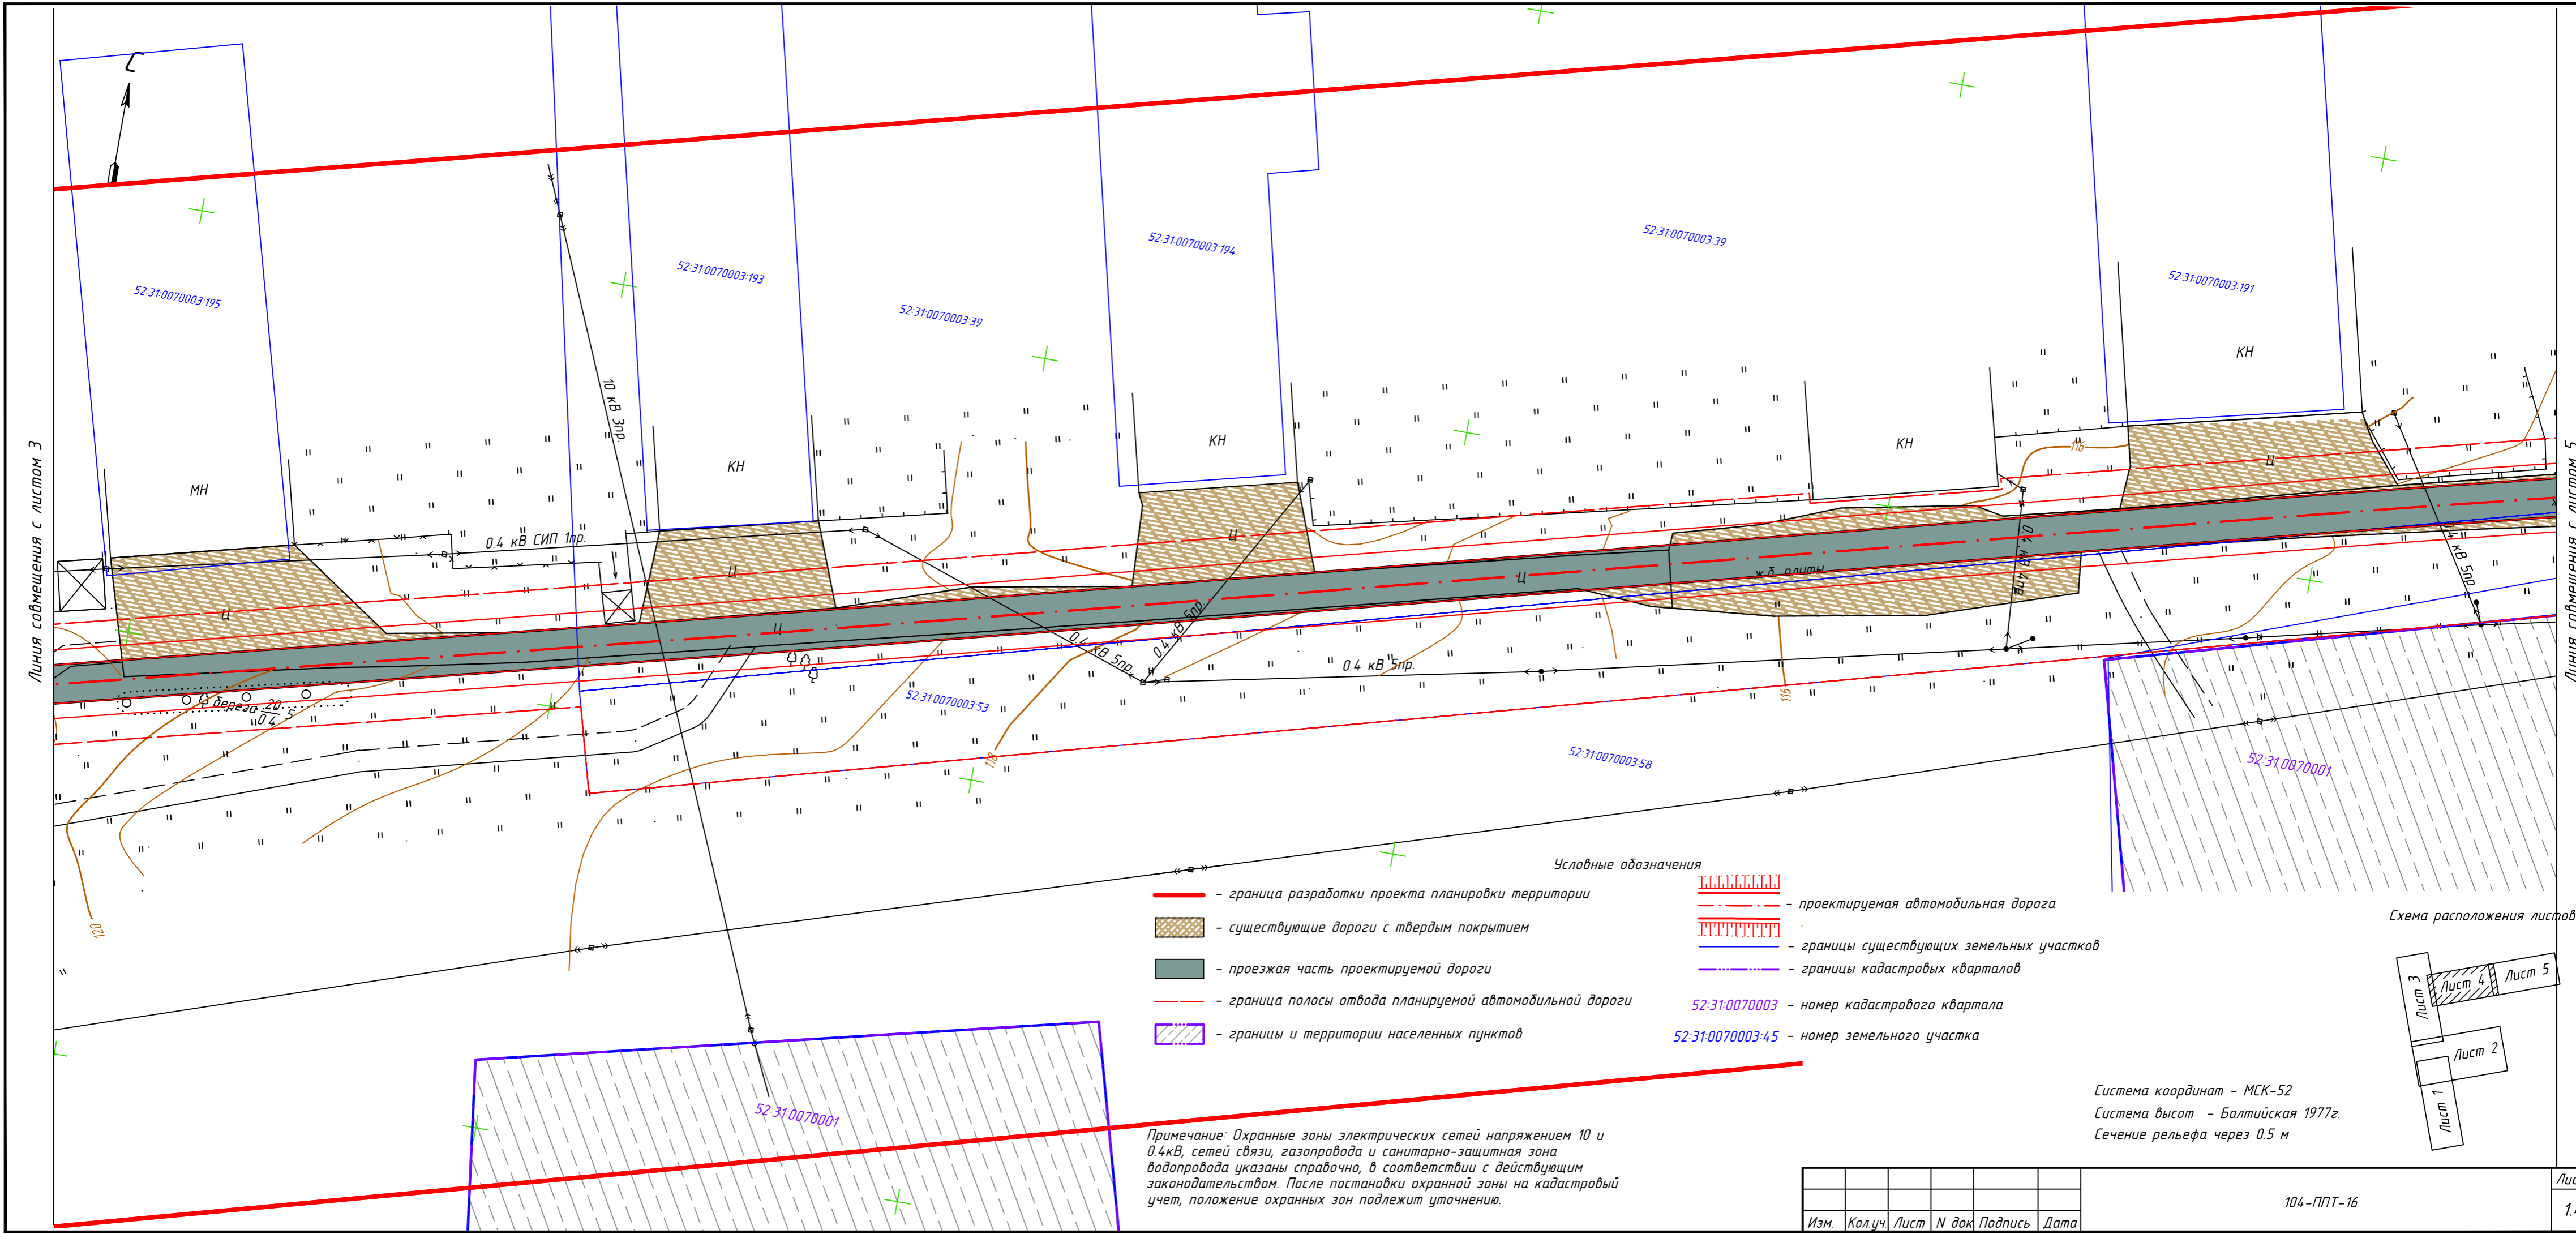 С
Линия совмещения с листом 3
52:31:0070003:195
52:31:0070003:193
52:31:0070003:39
52:31:0070003:194
52:31:0070003:39
52:31:0070003:191
10 кВ 3пр.
МН
КН
КН
КН
КН
116
0.4 кВ СИП 1пр.
Ц
Ц
Ц
Ц
Ц
Ц
ж.б. плиты
0.4 кВ 4пр.
0.4 кВ 5пр.
0.4 кВ 5пр.
0.4 кВ 5пр.
0.4 кВ 5пр.
береза 20
0.4 5
52:31:0070003:53
118
116
52:31:0070003:58
52:31:0070001
120
Линия совмещения с листом 5
Условные обозначения
- граница разработки проекта планировки территории
- существующие дороги с твердым покрытием
- проезжая часть проектируемой дороги
- граница полосы отвода планируемой автомобильной дороги
- границы и территории населенных пунктов
- проектируемая автомобильная дорога
- границы существующих земельных участков
- границы кадастровых кварталов
52:31:0070003 - номер кадастрового квартала
52:31:0070003:45 - номер земельного участка
Схема расположения листов
Лист 3
Лист 4
Лист 5
Лист 2
Лист 1
52:31:0070001
Система координат - МСК-52
Система высот - Балтийская 1977г.
Сечение рельефа через 0.5 м
Примечание: Охранные зоны электрических сетей напряжением 10 и
0.4кВ, сетей связи, газопровода и санитарно-защитная зона
водопровода указаны справочно, в соответствии с действующим
законодательством. После постановки охранной зоны на кадастровый
учет, положение охранных зон подлежит уточнению.
Изм. Кол.уч. Лист N док Подпись Дата
104-ППТ-16